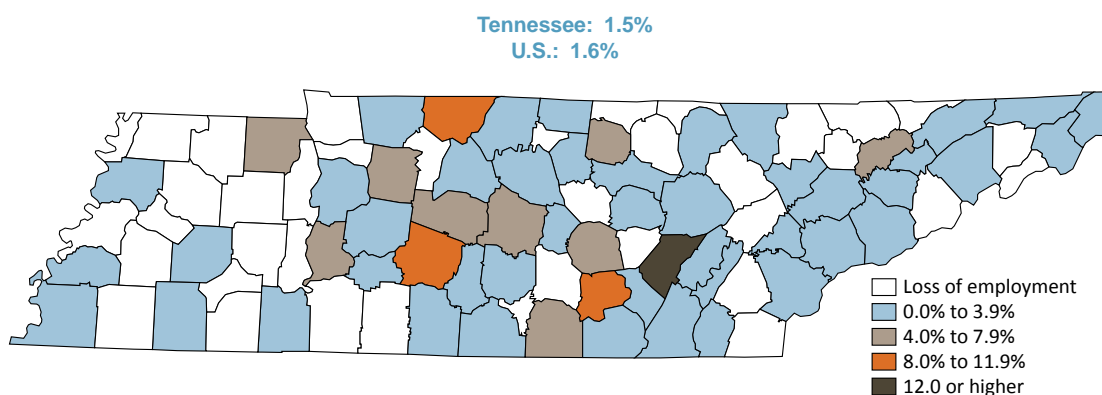 Tennessee: 1.5%
U.S.: 1.6%
Loss of employment
0.0% to 3.9%
4.0% to 7.9%
8.0% to 11.9%
12.0 or higher